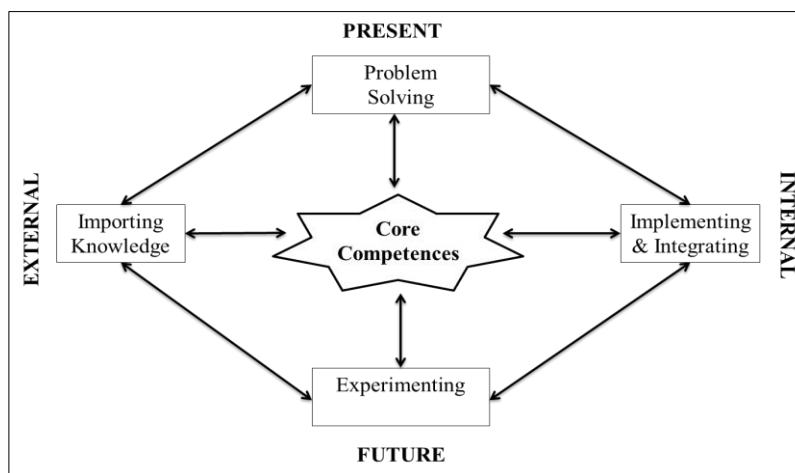 PRESENT
Problem
Solving
EXTERNAL
Importing
Knowledge
Core
Competences
Implementing
& Integrating
INTERNAL
Experimenting
FUTURE